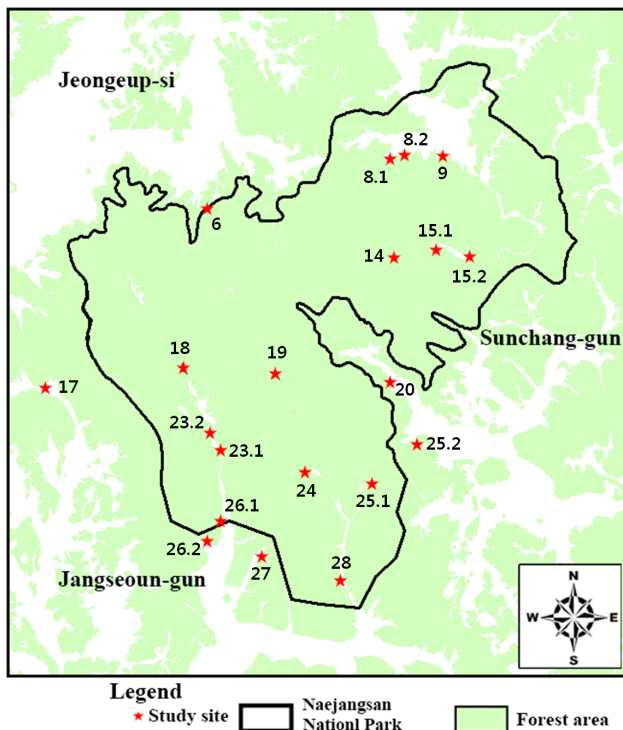 Jeongeup-si
8.2
8.1
9
6
15.1
14
15.2
Sunchang-gun
18
19
17
20
23.2
23.1
25.2
24
25.1
26.1
26.2
27
28
Jangseoun-gun
N
W
E
S
Legend
Study site
Naejangsan
Nationl Park
Forest area